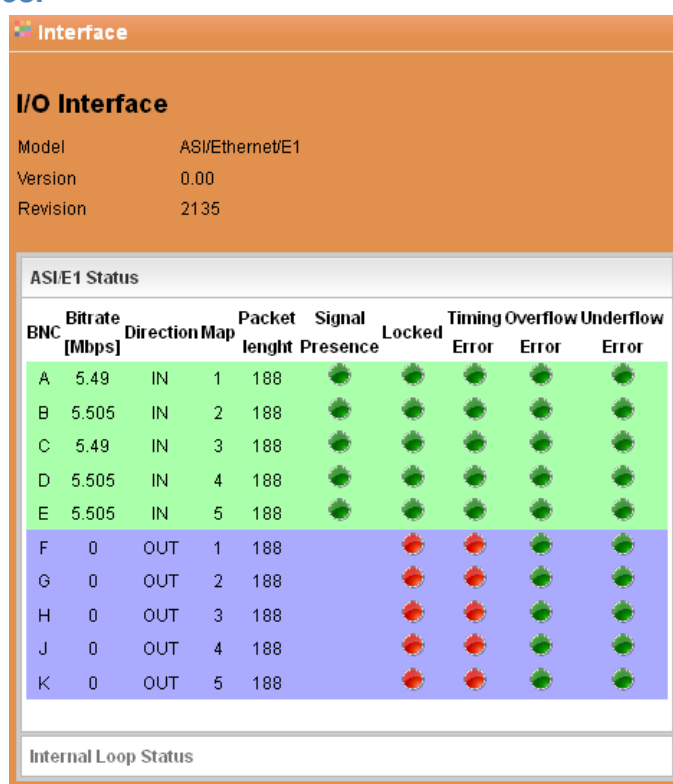 Interface
I/O Interface
Model ASI/Ethernet/E1
Version 0.00
Revision 2135
ASI/E1 Status
BNC Bitrate [Mbps] Direction Map Packet lenght Signal Presence Locked Timing Error Overflow Error Underflow Error
A 5.49 IN 1 188
B 5.505 IN 2 188
C 5.49 IN 3 188
D 5.505 IN 4 188
E 5.505 IN 5 188
F 0 OUT 1 188
G 0 OUT 2 188
H 0 OUT 3 188
J 0 OUT 4 188
K 0 OUT 5 188
Internal Loop Status